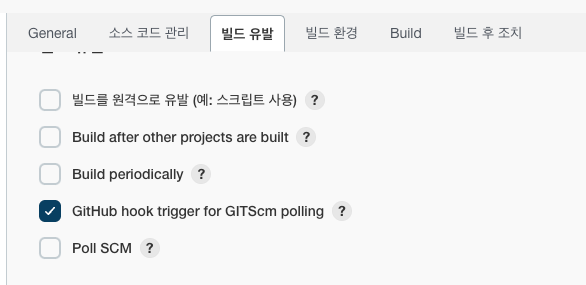 General 소스 코드 관리 빌드 유발 빌드 환경 Build 빌드 후 조치
빌드를 원격으로 유발 (예: 스크립트 사용) ?
Build after other projects are built ?
Build periodically ?
GitHub hook trigger for GITScm polling ?
Poll SCM ?